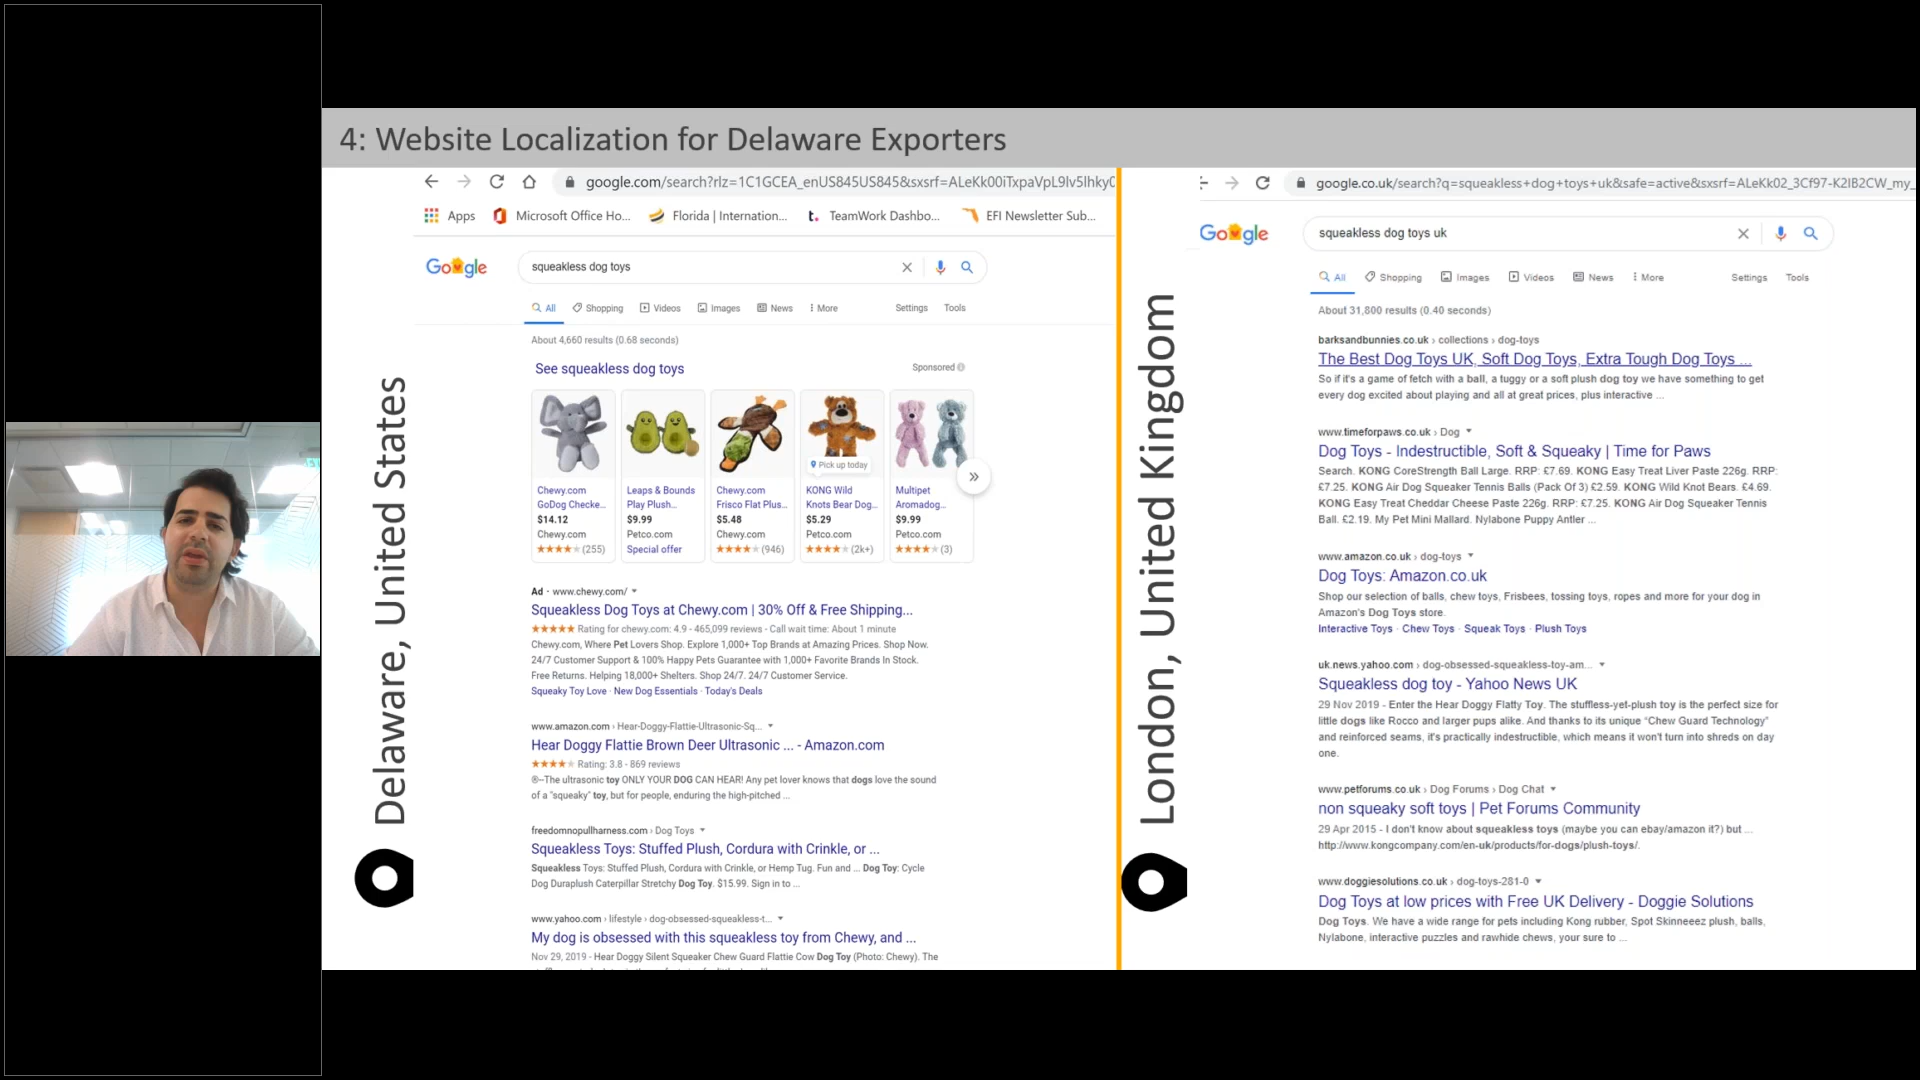 4: Website Localization for Delaware Exporters
Delaware, United States
google.com/search?rlz=1C1GCEA_enUS845US845&sxsrf=ALeKk00iTxpaVpL9lv5lhky0
Apps
Microsoft Office Ho...
Florida | Internation...
t.
TeamWork Dashbo...
EFI Newsletter Sub...
Google
squeakless dog toys
All
Shopping
Videos
Images
News
More
Settings
Tools
About 4,660 results (0.68 seconds)
See squeakless dog toys
Sponsored
Pick up today
Chewy.com
GoDog Checke...
$14.12
Chewy.com
(255)
Leaps & Bounds
Play Plush...
$9.99
Petco.com
Special offer
Chewy.com
Frisco Flat Plus...
$5.48
Chewy.com
(946)
KONG Wild
Knots Bear Dog...
$5.29
Petco.com
(2k+)
Multipet
Aromadog...
$9.99
Petco.com
(3)
Ad · www.chewy.com/
Squeakless Dog Toys at Chewy.com | 30% Off & Free Shipping...
Rating for chewy.com: 4.9 - 465,099 reviews - Call wait time: About 1 minute
Chewy.com, Where Pet Lovers Shop. Explore 1,000+ Top Brands at Amazing Prices. Shop Now.
24/7 Customer Support & 100% Happy Pets Guarantee with 1,000+ Favorite Brands In Stock.
Free Returns. Helping 18,000+ Shelters. Shop 24/7. 24/7 Customer Service.
Squeaky Toy Love · New Dog Essentials · Today's Deals
www.amazon.com › Hear-Doggy-Flattie-Ultrasonic-Sq...
Hear Doggy Flattie Brown Deer Ultrasonic ... - Amazon.com
Rating: 3.8 - 869 reviews
®--The ultrasonic toy ONLY YOUR DOG CAN HEAR! Any pet lover knows that dogs love the sound
of a "squeaky" toy, but for people, enduring the high-pitched ...
freedomnopullharness.com › Dog Toys
Squeakless Toys: Stuffed Plush, Cordura with Crinkle, or ...
Squeakless Toys: Stuffed Plush, Cordura with Crinkle, or Hemp Tug. Fun and ... Dog Toy: Cycle
Dog Duraplush Caterpillar Stretchy Dog Toy. $15.99. Sign in to ...
www.yahoo.com › lifestyle › dog-obsessed-squeakless-t...
My dog is obsessed with this squeakless toy from Chewy, and ...
Nov 29, 2019 - Hear Doggy Silent Squeaker Chew Guard Flattie Cow Dog Toy (Photo: Chewy). The
London, United Kingdom
google.co.uk/search?q=squeakless+dog+toys+uk&safe=active&sxsrf=ALeKk02_3Cf97-K2IB2CW_my_
Google
squeakless dog toys uk
All
Shopping
Images
Videos
News
More
Settings
Tools
About 31,800 results (0.40 seconds)
barksandbunnies.co.uk › collections › dog-toys
The Best Dog Toys UK, Soft Dog Toys, Extra Tough Dog Toys ...
So if it's a game of fetch with a ball, a tuggy or a soft plush dog toy we have something to get
every dog excited about playing and all at great prices, plus interactive ...
www.timeforpaws.co.uk › Dog
Dog Toys - Indestructible, Soft & Squeaky | Time for Paws
Search. KONG CoreStrength Ball Large. RRP: £7.69. KONG Easy Treat Liver Paste 226g. RRP:
£7.25. KONG Air Dog Squeaker Tennis Balls (Pack Of 3) £2.59. KONG Wild Knot Bears. £4.69.
KONG Easy Treat Cheddar Cheese Paste 226g. RRP: £7.25. KONG Air Dog Squeaker Tennis
Ball. £2.19. My Pet Mini Mallard. Nylabone Puppy Antler ...
www.amazon.co.uk › dog-toys
Dog Toys: Amazon.co.uk
Shop our selection of balls, chew toys, Frisbees, tossing toys, ropes and more for your dog in
Amazon's Dog Toys store.
Interactive Toys · Chew Toys · Squeak Toys · Plush Toys
uk.news.yahoo.com › dog-obsessed-squeakless-toy-am...
Squeakless dog toy - Yahoo News UK
29 Nov 2019 - Enter the Hear Doggy Flatty Toy. The stuffless-yet-plush toy is the perfect size for
little dogs like Rocco and larger pups alike. And thanks to its unique "Chew Guard Technology"
and reinforced seams, it's practically indestructible, which means it won't turn into shreds on day
one.
www.petforums.co.uk › Dog Forums › Dog Chat
non squeaky soft toys | Pet Forums Community
29 Apr 2015 - I don't know about squeakless toys (maybe you can ebay/amazon it?) but ...
http://www.kongcompany.com/en-uk/products/for-dogs/plush-toys/.
www.doggiesolutions.co.uk › dog-toys-281-0
Dog Toys at low prices with Free UK Delivery - Doggie Solutions
Dog Toys. We have a wide range for pets including Kong rubber, Spot Skinneeez plush, balls,
Nylabone, interactive puzzles and rawhide chews, your sure to ...